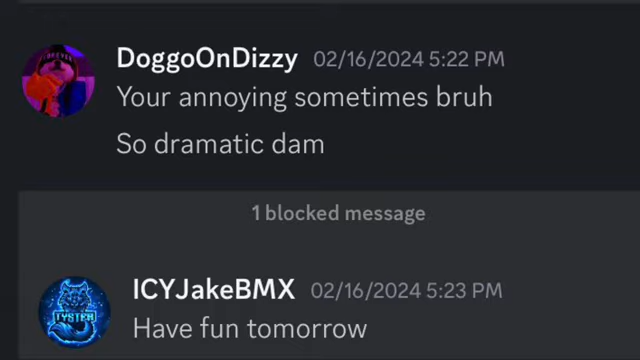 DoggoOnDizzy 02/16/2024 5:22 PM
Your annoying sometimes bruh
So dramatic dam
1 blocked message
ICYJakeBMX 02/16/2024 5:23 PM
TYSTEH
Have fun tomorrow